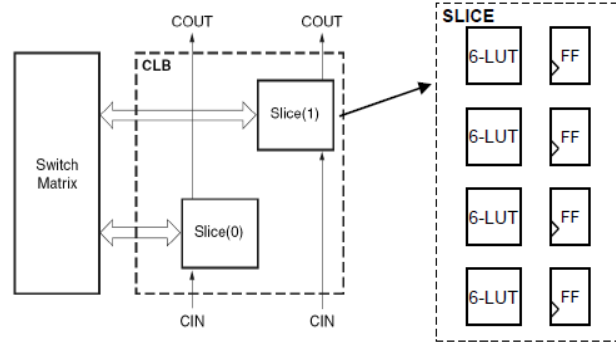 COUT
COUT
CLB
Slice(1)
Switch
Matrix
Slice(0)
CIN
CIN
SLICE
6-LUT
FF
6-LUT
FF
6-LUT
FF
6-LUT
FF